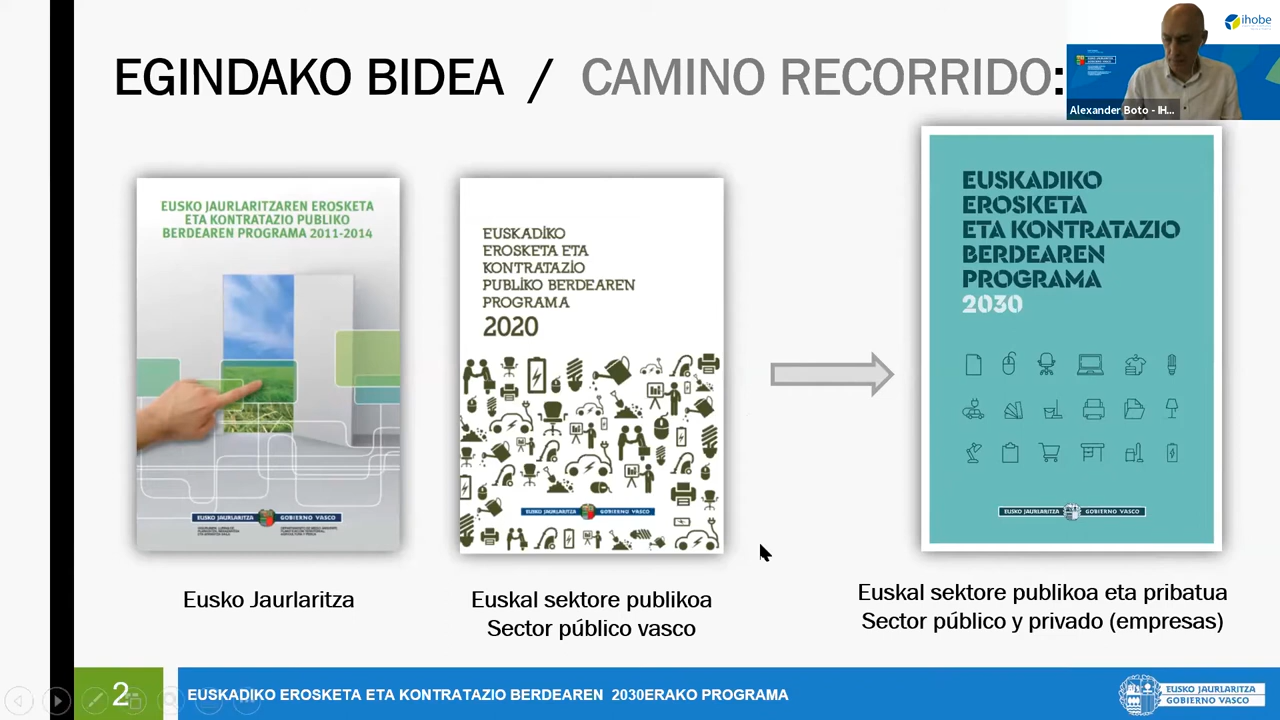 EGINDAKO BIDEA / CAMINO RECORRIDO:
ihobe
Alexander Boto - IH...
EUSKO JAURLARITZAREN EROSKETA
ETA KONTRATAZIO PUBLIKO
BERDEAREN PROGRAMA 2011-2014
EUSKO JAURLARITZA
GOBIERNO VASCO
Eusko Jaurlaritza
EUSKADIKO
EROSKETA ETA
KONTRATAZIO
PUBLIKO BERDEAREN
PROGRAMA
2020
EUSKO JAURLARITZA
GOBIERNO VASCO
Euskal sektore publikoa
Sector público vasco
EUSKADIKO
EROSKETA
ETA KONTRATAZIO
BERDEAREN
PROGRAMA
2030
EUSKO JAURLARITZA
GOBIERNO VASCO
Euskal sektore publikoa eta pribatua
Sector público y privado (empresas)
2
EUSKADIKO EROSKETA ETA KONTRATAZIO BERDEAREN 2030ERAKO PROGRAMA
EUSKO JAURLARITZA
GOBIERNO VASCO